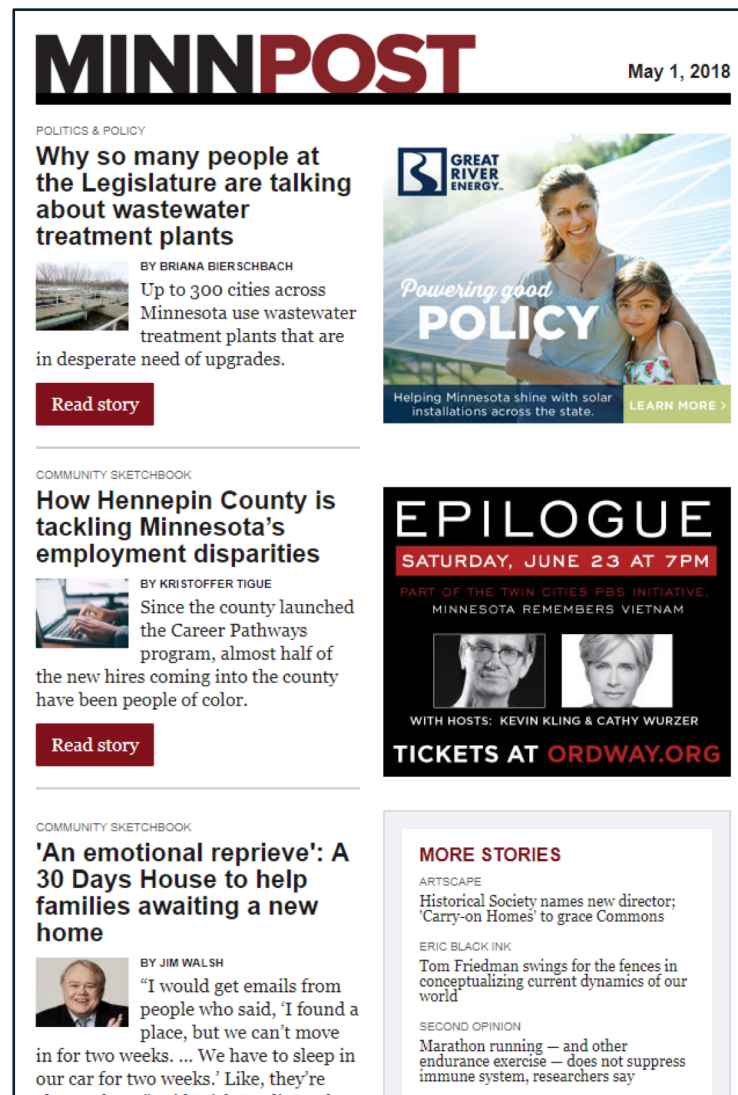 MINNPOST
May 1, 2018
POLITICS & POLICY
Why so many people at
the Legislature are talking
about wastewater
treatment plants
BY BRIANA BIERSCHBACH
Up to 300 cities across
Minnesota use wastewater
treatment plants that are
in desperate need of upgrades.
Read story
COMMUNITY SKETCHBOOK
How Hennepin County is
tackling Minnesota's
employment disparities
BY KRISTOFFER TIGUE
Since the county launched
the Career Pathways
program, almost half of
the new hires coming into the county
have been people of color.
Read story
COMMUNITY SKETCHBOOK
'An emotional reprieve': A
30 Days House to help
families awaiting a new
home
BY JIM WALSH
“I would get emails from
people who said, ‘I found a
place, but we can’t move
in for two weeks. ... We have to sleep in
our car for two weeks.’ Like, they’re
GREAT
RIVER
ENERGY
Powering good
POLICY
Helping Minnesota shine with solar
installations across the state.
LEARN MORE >
EPILOGUE
SATURDAY, JUNE 23 AT 7PM
PART OF THE TWIN CITIES PBS INITIATIVE,
MINNESOTA REMEMBERS VIETNAM
WITH HOSTS: KEVIN KLING & CATHY WURZER
TICKETS AT ORDWAY.ORG
MORE STORIES
ARTSCAPE
Historical Society names new director;
'Carry-on Homes' to grace Commons
ERIC BLACK INK
Tom Friedman swings for the fences in
conceptualizing current dynamics of our
world
SECOND OPINION
Marathon running — and other
endurance exercise — does not suppress
immune system, researchers say